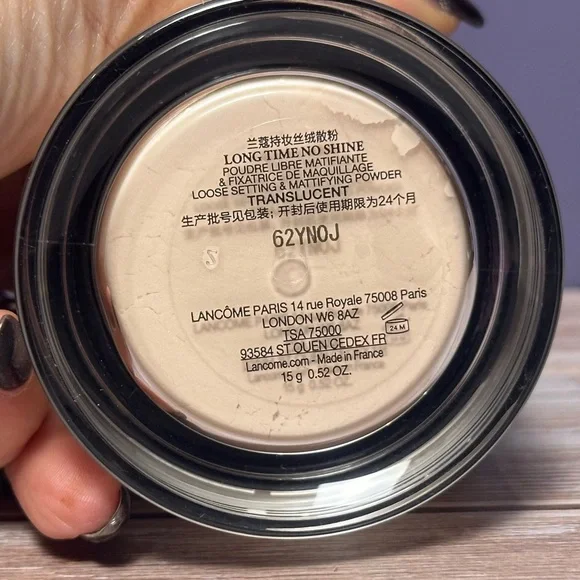 兰蔻持妆丝绒散粉
LONG TIME NO SHINE
POUDRE LIBRE MATIFIANTE
& FIXATRICE DE MAQUILLAGE
LOOSE SETTING & MATTIFYING POWDER
TRANSLUCENT
生产批号见包装; 开封后使用期限为24个月
62YN0J
LANCÔME PARIS 14 rue Royale 75008 Paris
LONDON W6 8AZ
TSA 75000
93584 ST OUEN CEDEX FR
24 M
Lancome.com - Made in France
15 g 0.52 OZ.